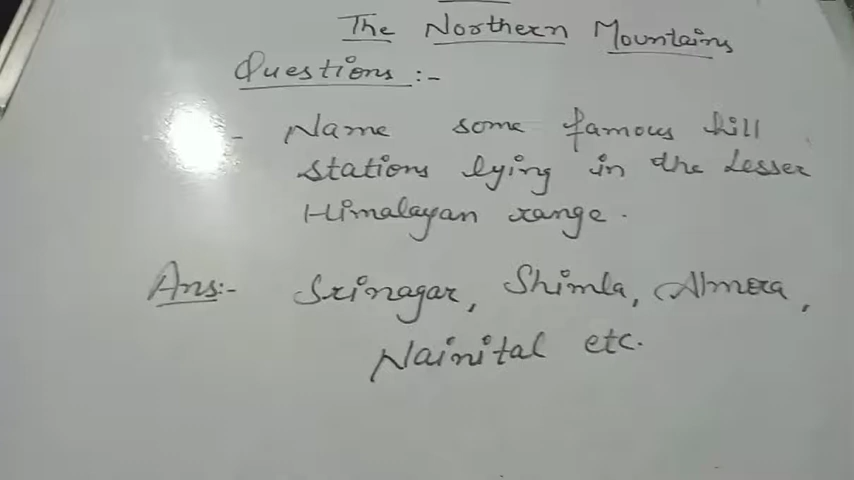 The Northern Mountains
Questions :-
- Name some famous hill
stations lying in the Lesser
Himalayan range.
Ans:- Srinagar, Shimla, Almora,
Nainital etc.